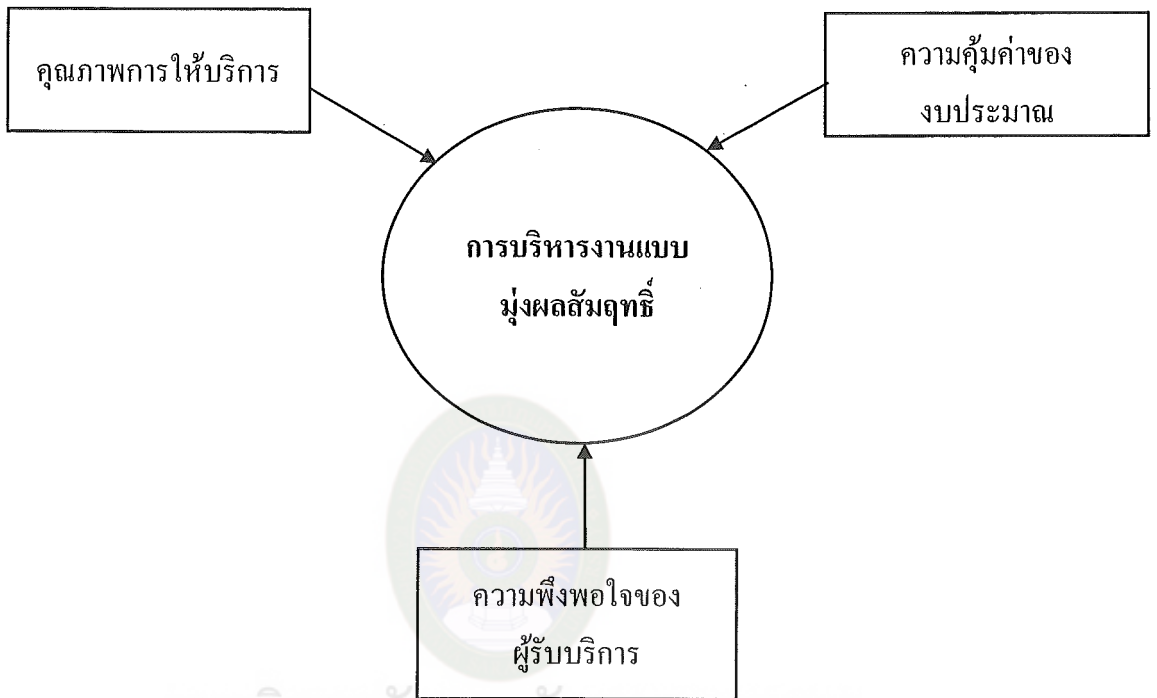 คุณภาพการให้บริการ
ความคุ้มค่าของ
งบประมาณ
การบริหารงานแบบ
มุ่งผลสัมฤทธิ์
ความพึงพอใจของ
ผู้รับบริการ